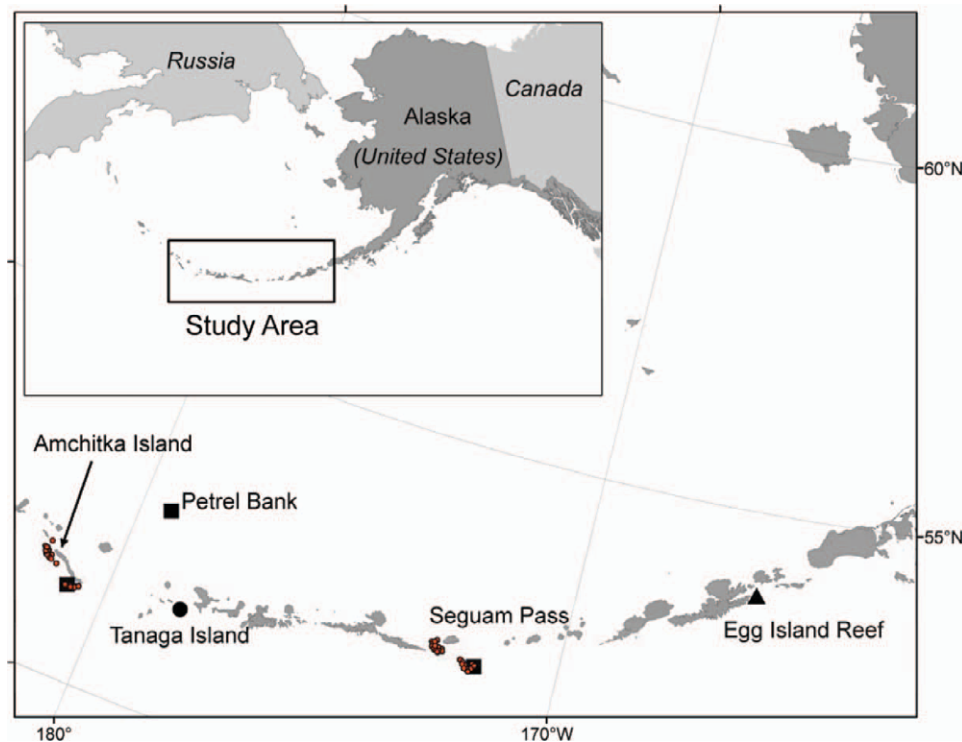 Russia
Canada
Alaska
(United States)
60°N
Study Area
Amchitka Island
Petrel Bank
55°N
Seguam Pass
Tanaga Island
Egg Island Reef
180°
170°W